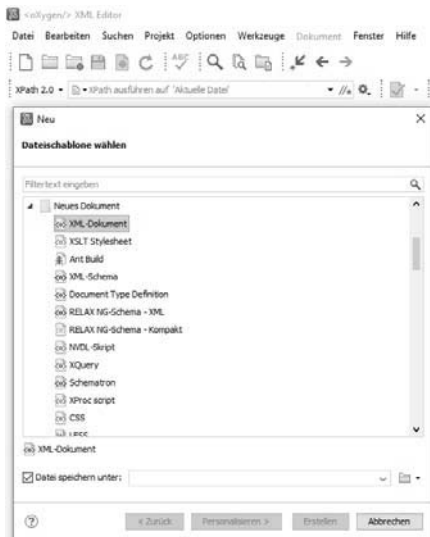 <oXygen/> XML Editor
Datei Bearbeiten Suchen Projekt Optionen Werkzeuge Dokument Fenster Hilfe
XPath 2.0 XPath ausführen auf 'Aktuelle Datei'
Neu
Dateischablone wählen
Filtertext eingeben
Neues Dokument
XML-Dokument
XSLT Stylesheet
Ant Build
XML-Schema
Document Type Definition
RELAX NG-Schema - XML
RELAX NG-Schema - Kompakt
NVDL-Skript
XQuery
Schematron
XProc script
CSS
LESS
XML-Dokument
Datei speichern unter:
< Zurück Personalisieren > Erstellen Abbrechen